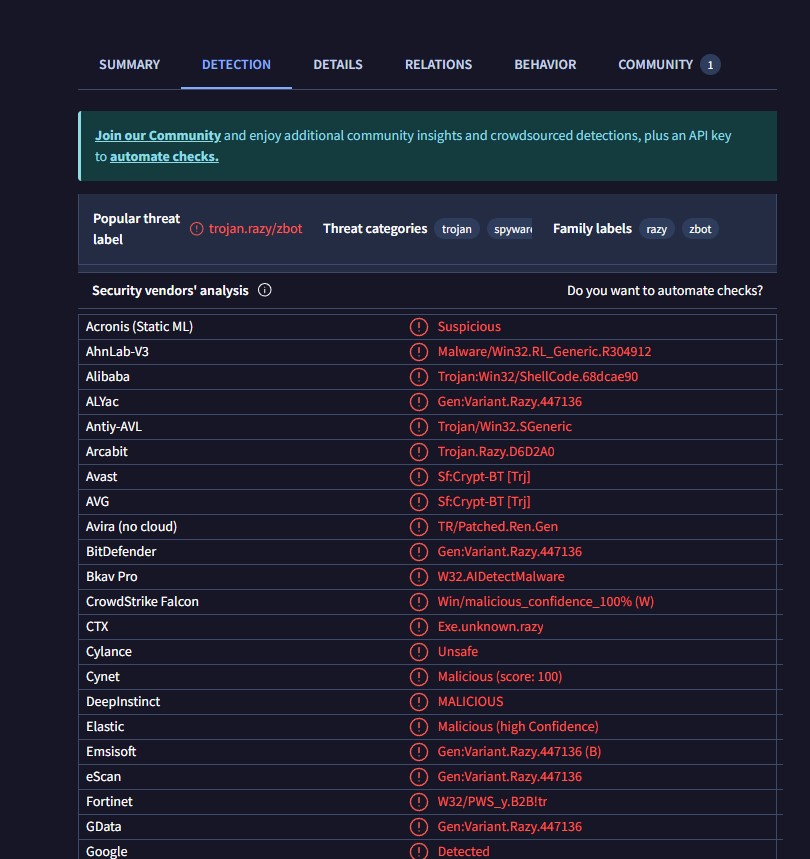 SUMMARY DETECTION DETAILS RELATIONS BEHAVIOR COMMUNITY 1
Join our Community and enjoy additional community insights and crowdsourced detections, plus an API key
to automate checks.
Popular threat
label
trojan.razy/zbot Threat categories trojan spyware Family labels razy zbot
Security vendors' analysis Do you want to automate checks?
Acronis (Static ML) Suspicious
AhnLab-V3 Malware/Win32.RL_Generic.R304912
Alibaba Trojan:Win32/ShellCode.68dcae90
ALYac Gen:Variant.Razy.447136
Antiy-AVL Trojan/Win32.SGeneric
Arcabit Trojan.Razy.D6D2A0
Avast Sf:Crypt-BT [Trj]
AVG Sf:Crypt-BT [Trj]
Avira (no cloud) TR/Patched.Ren.Gen
BitDefender Gen:Variant.Razy.447136
Bkav Pro W32.AIDetectMalware
CrowdStrike Falcon Win/malicious_confidence_100% (W)
CTX Exe.unknown.razy
Cylance Unsafe
Cynet Malicious (score: 100)
DeepInstinct MALICIOUS
Elastic Malicious (high Confidence)
Emsisoft Gen:Variant.Razy.447136 (B)
eScan Gen:Variant.Razy.447136
Fortinet W32/PWS_y.B2B!tr
GData Gen:Variant.Razy.447136
Google Detected